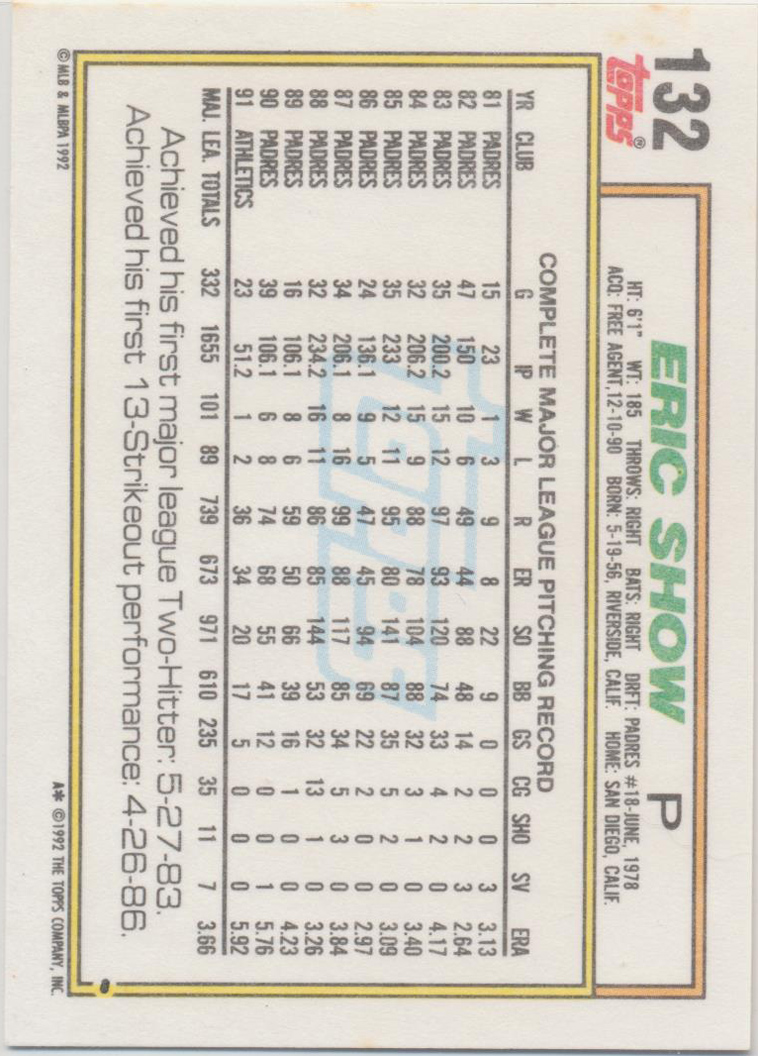 132
Topps®
ERIC SHOW P
HT: 6'1" WT: 185 THROWS: RIGHT BATS: RIGHT DRFT: PADRES #18-JUNE, 1978
ACQ: FREE AGENT, 12-10-90 BORN: 5-19-56, RIVERSIDE, CALIF. HOME: SAN DIEGO, CALIF.
COMPLETE MAJOR LEAGUE PITCHING RECORD
YR CLUB G IP W L R ER SO BB GS CG SHO SV ERA
81 PADRES 15 23 1 3 9 8 22 9 0 0 0 3 3.13
82 PADRES 47 150 10 6 49 44 88 48 14 2 2 3 2.64
83 PADRES 35 200.2 15 12 97 93 120 74 33 4 2 0 4.17
84 PADRES 32 206.2 15 9 88 78 104 88 32 3 1 0 3.40
85 PADRES 35 233 12 11 95 80 141 87 35 5 2 0 3.09
86 PADRES 24 136.1 9 5 47 45 94 69 22 2 0 0 2.97
87 PADRES 34 206.1 8 16 99 88 117 85 34 5 3 0 3.84
88 PADRES 32 234.2 16 11 86 85 144 53 32 13 1 0 3.26
89 PADRES 16 106.1 8 6 59 50 66 39 16 1 0 0 4.23
90 PADRES 39 106.1 6 8 74 68 55 41 12 0 0 1 5.76
91 ATHLETICS 23 51.2 1 2 36 34 20 17 5 0 0 0 5.92
MAJ. LEA. TOTALS 332 1655 101 89 739 673 971 610 235 35 11 7 3.66
Achieved his first major league Two-Hitter: 5-27-83.
Achieved his first 13-Strikeout performance: 4-26-86.
© MLB & MLBPA 1992
A* ©1992 THE TOPPS COMPANY, INC.